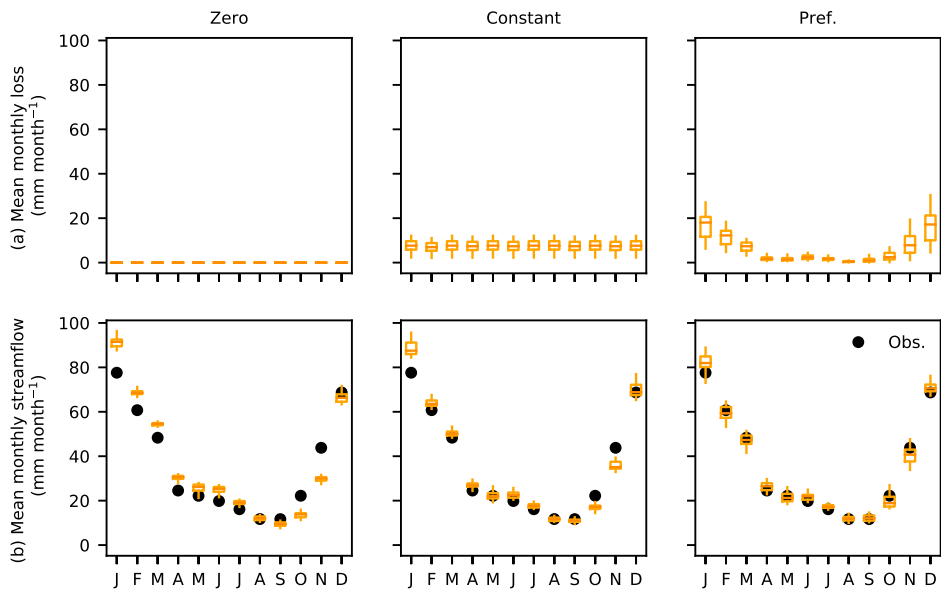 Zero Constant Pref.
(a) Mean monthly loss
(mm month⁻¹)
100
80
60
40
20
0
(b) Mean monthly streamflow
(mm month⁻¹)
100
80
60
40
20
0
Obs.
J F M A M J J A S O N D
J F M A M J J A S O N D
J F M A M J J A S O N D